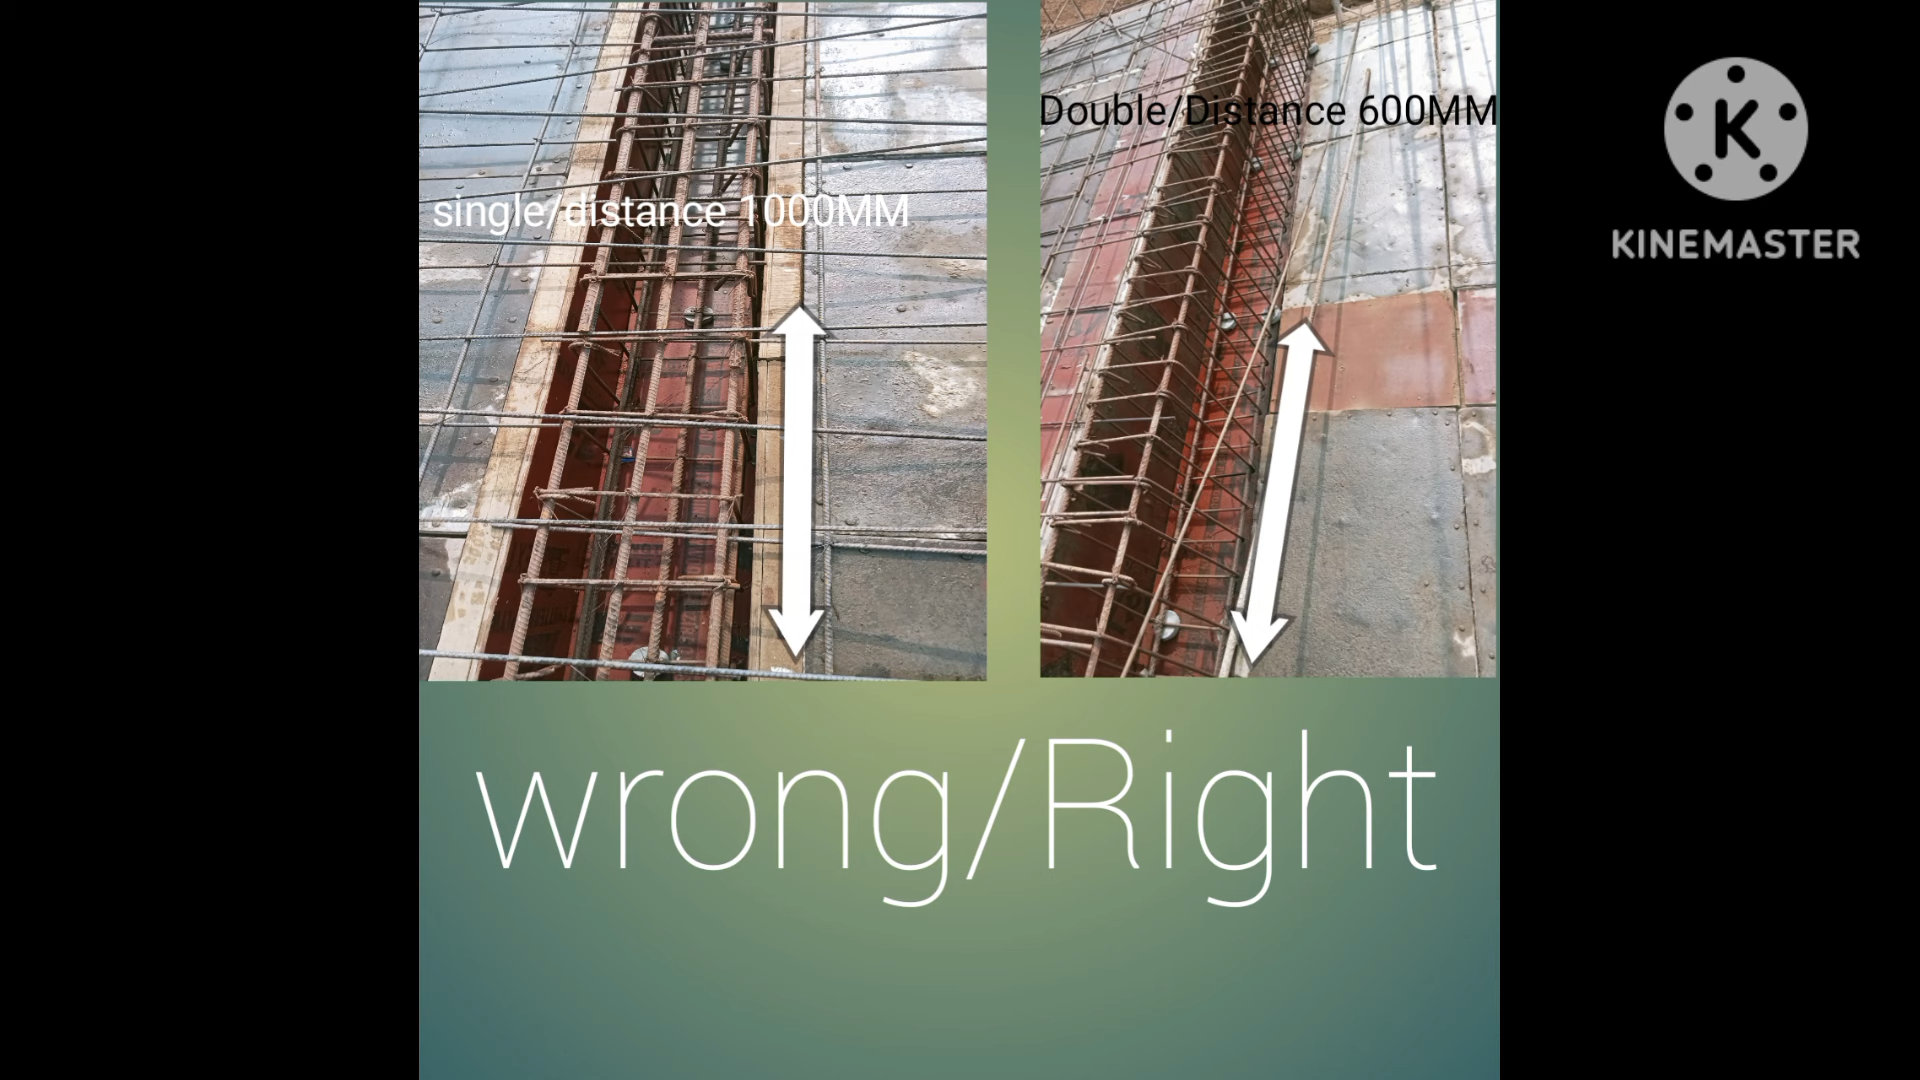 Double/Distance 600MM
single/distance 1000MM
wrong/Right
K
KINEMASTER